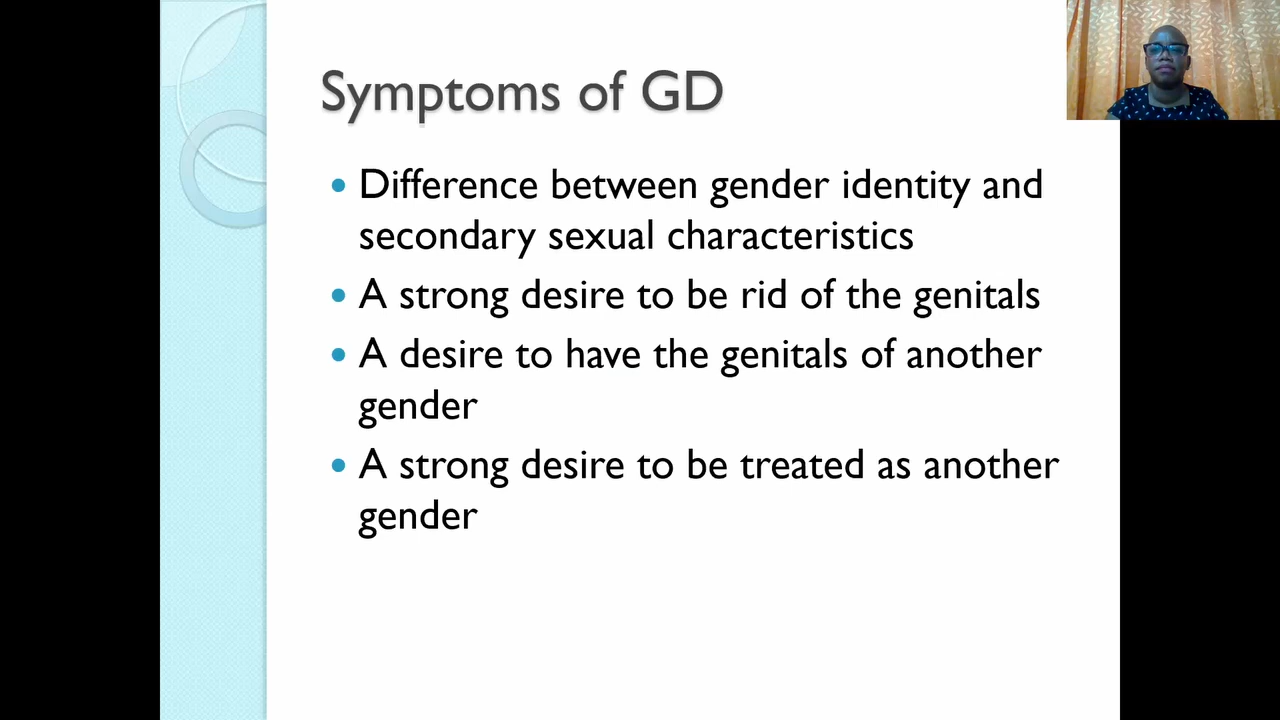 Symptoms of GD
• Difference between gender identity and
secondary sexual characteristics
• A strong desire to be rid of the genitals
• A desire to have the genitals of another
gender
• A strong desire to be treated as another
gender